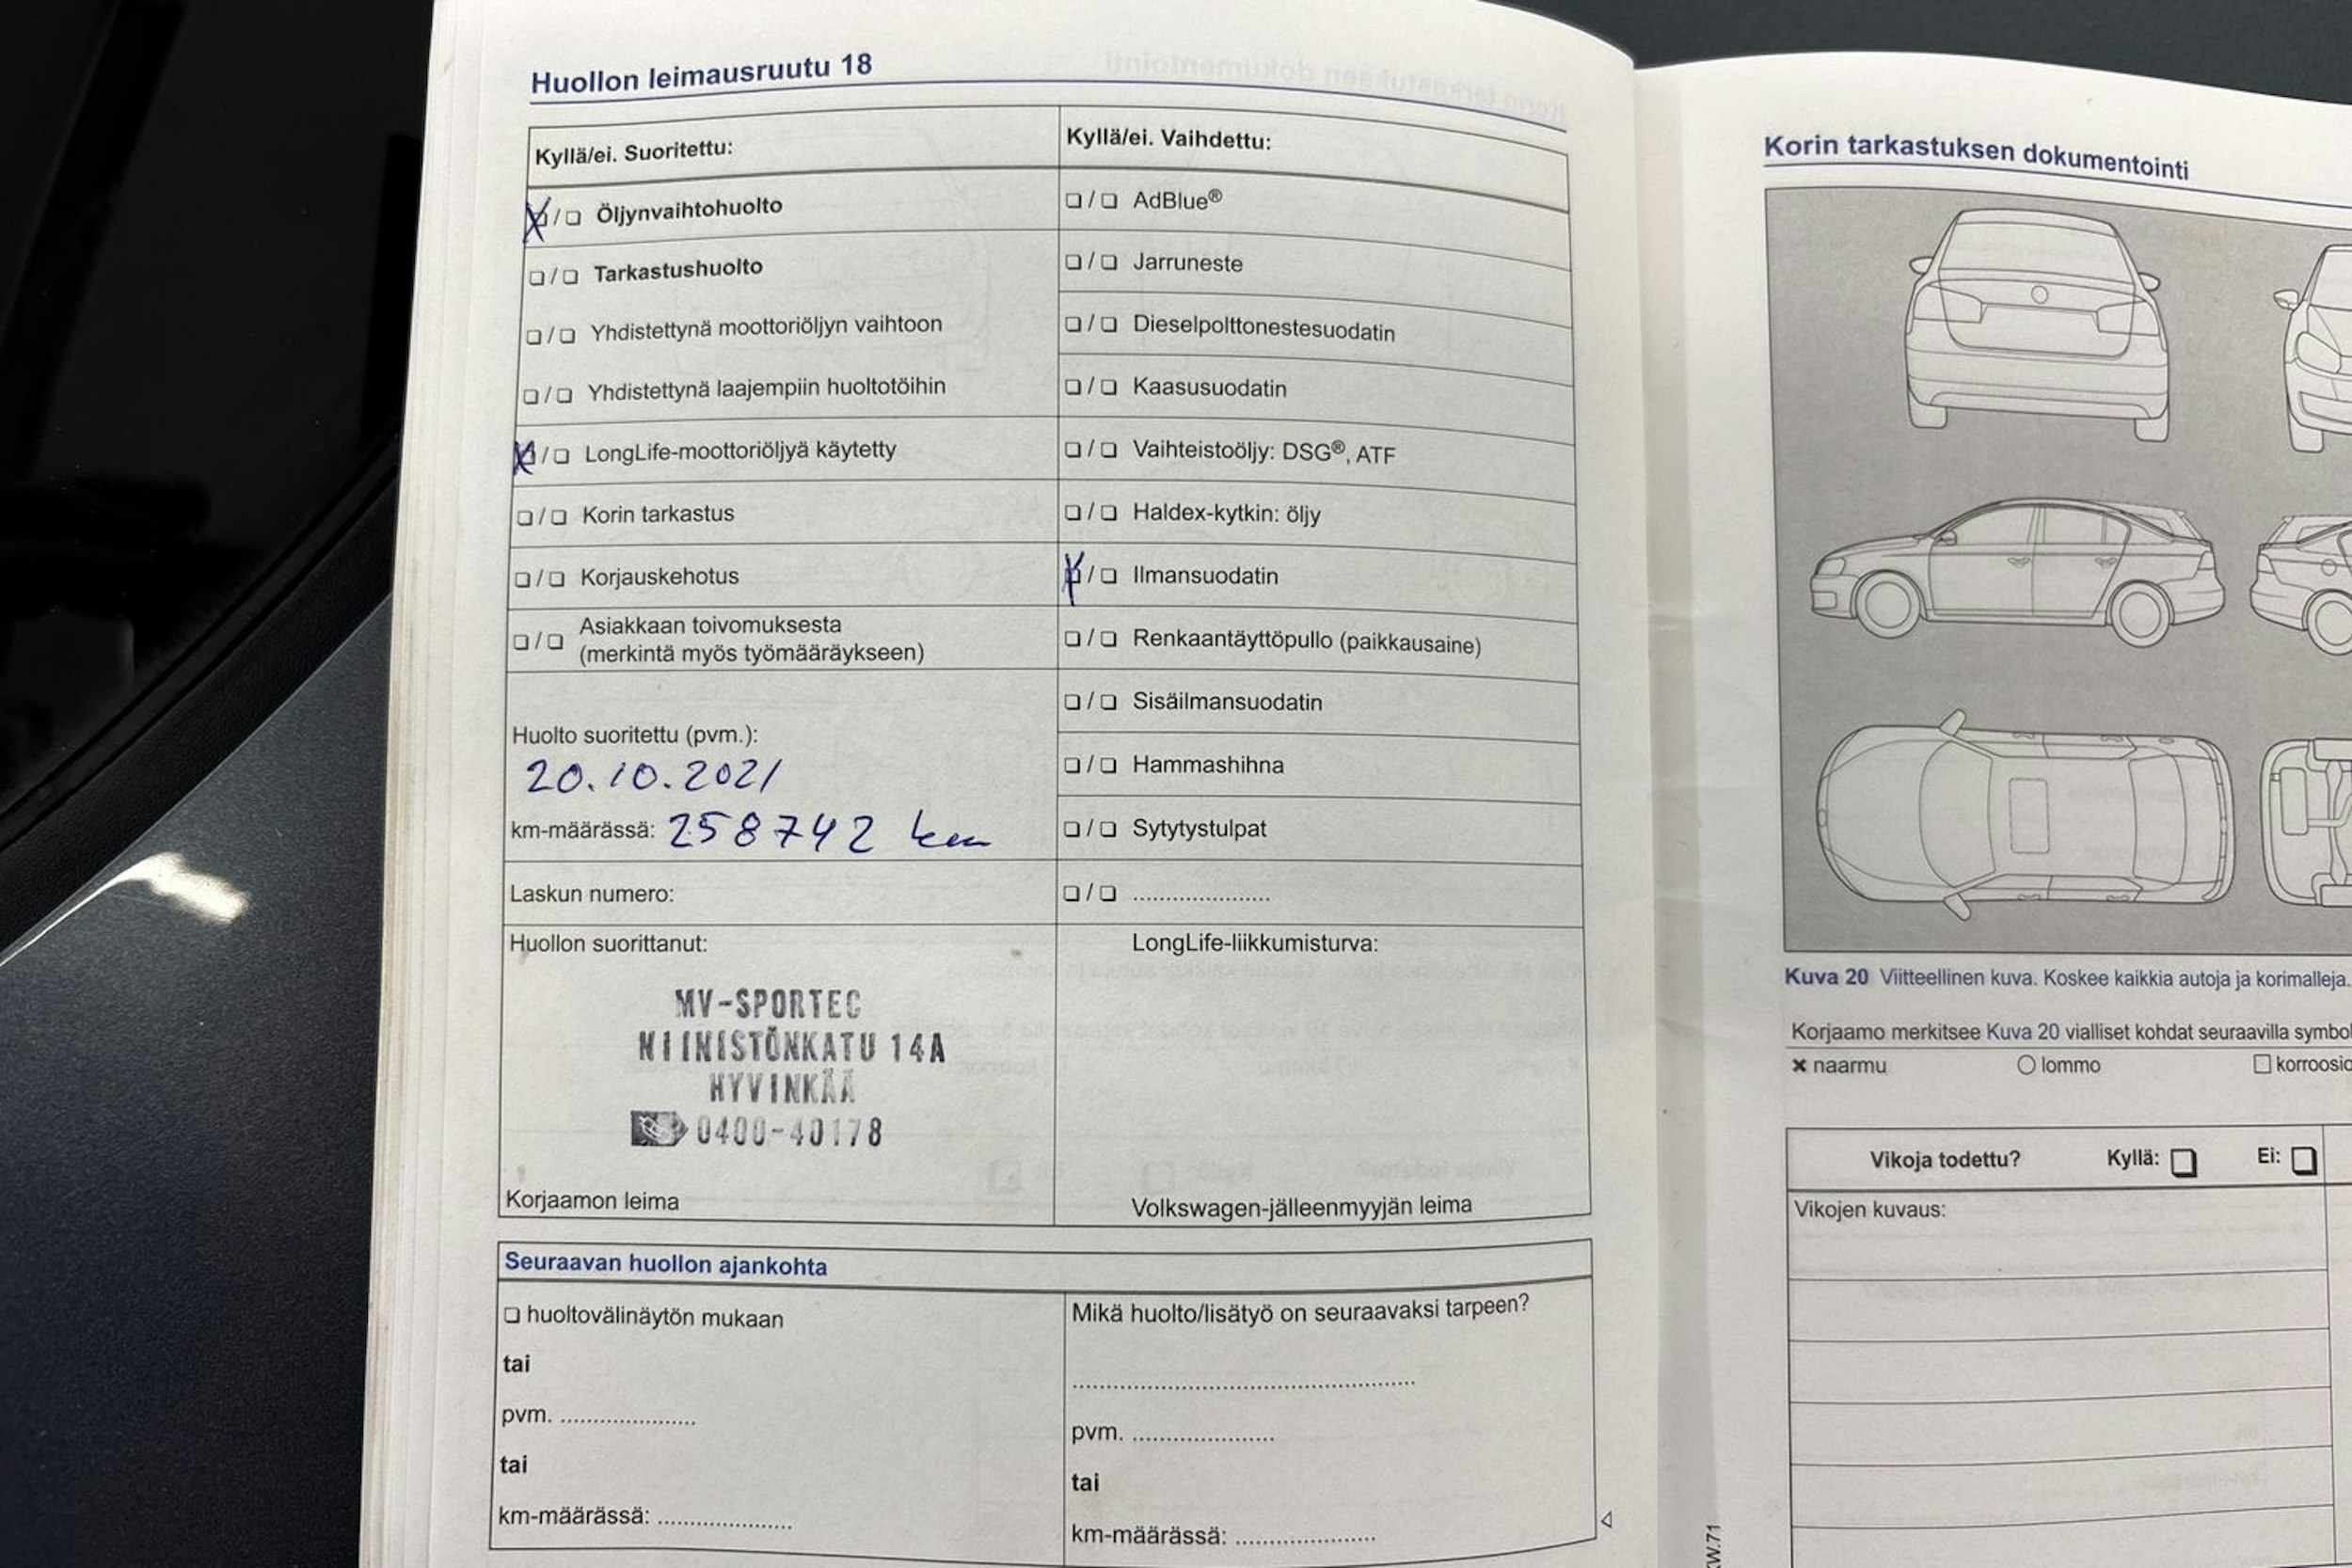 Huollon leimausruutu 18
Kyllä/ei. Suoritettu:
Öljynvaihtohuolto
Tarkastushuolto
Yhdistettynä moottoriöljyn vaihtoon
Yhdistettynä laajempiin huoltotöihin
LongLife-moottoriöljyä käytetty
Korin tarkastus
Korjauskehotus
Asiakkaan toivomuksesta
(merkintä myös työmääräykseen)
Huolto suoritettu (pvm.):
20.10.2021
km-määrässä: 258742 km
Laskun numero:
Huollon suorittanut:
MV-SPORTEC
NIINISTÖNKATU 14A
HYVINKÄÄ
0400-40178
Korjaamon leima
Kyllä/ei. Vaihdettu:
AdBlue®
Jarruneste
Dieselpolttonestesuodatin
Kaasusuodatin
Vaihteistoöljy: DSG®, ATF
Haldex-kytkin: öljy
Ilmansuodatin
Renkaantäyttöpullo (paikkausaine)
Sisäilmansuodatin
Hammashihna
Sytytystulpat
LongLife-liikkumisturva:
Volkswagen-jälleenmyyjän leima
Seuraavan huollon ajankohta
huoltovälinäytön mukaan
tai
pvm. ......................
tai
km-määrässä: ......................
Mikä huolto/lisätyö on seuraavaksi tarpeen?
pvm. ......................
tai
km-määrässä: ......................
Korin tarkastuksen dokumentointi
Kuva 20 Viitteellinen kuva. Koskee kaikkia autoja ja korimalleja.
Korjaamo merkitsee Kuva 20 vialliset kohdat seuraavilla
naarmu lommo
Vikoja todettu? Kyllä: Ei:
Vikojen kuvaus: